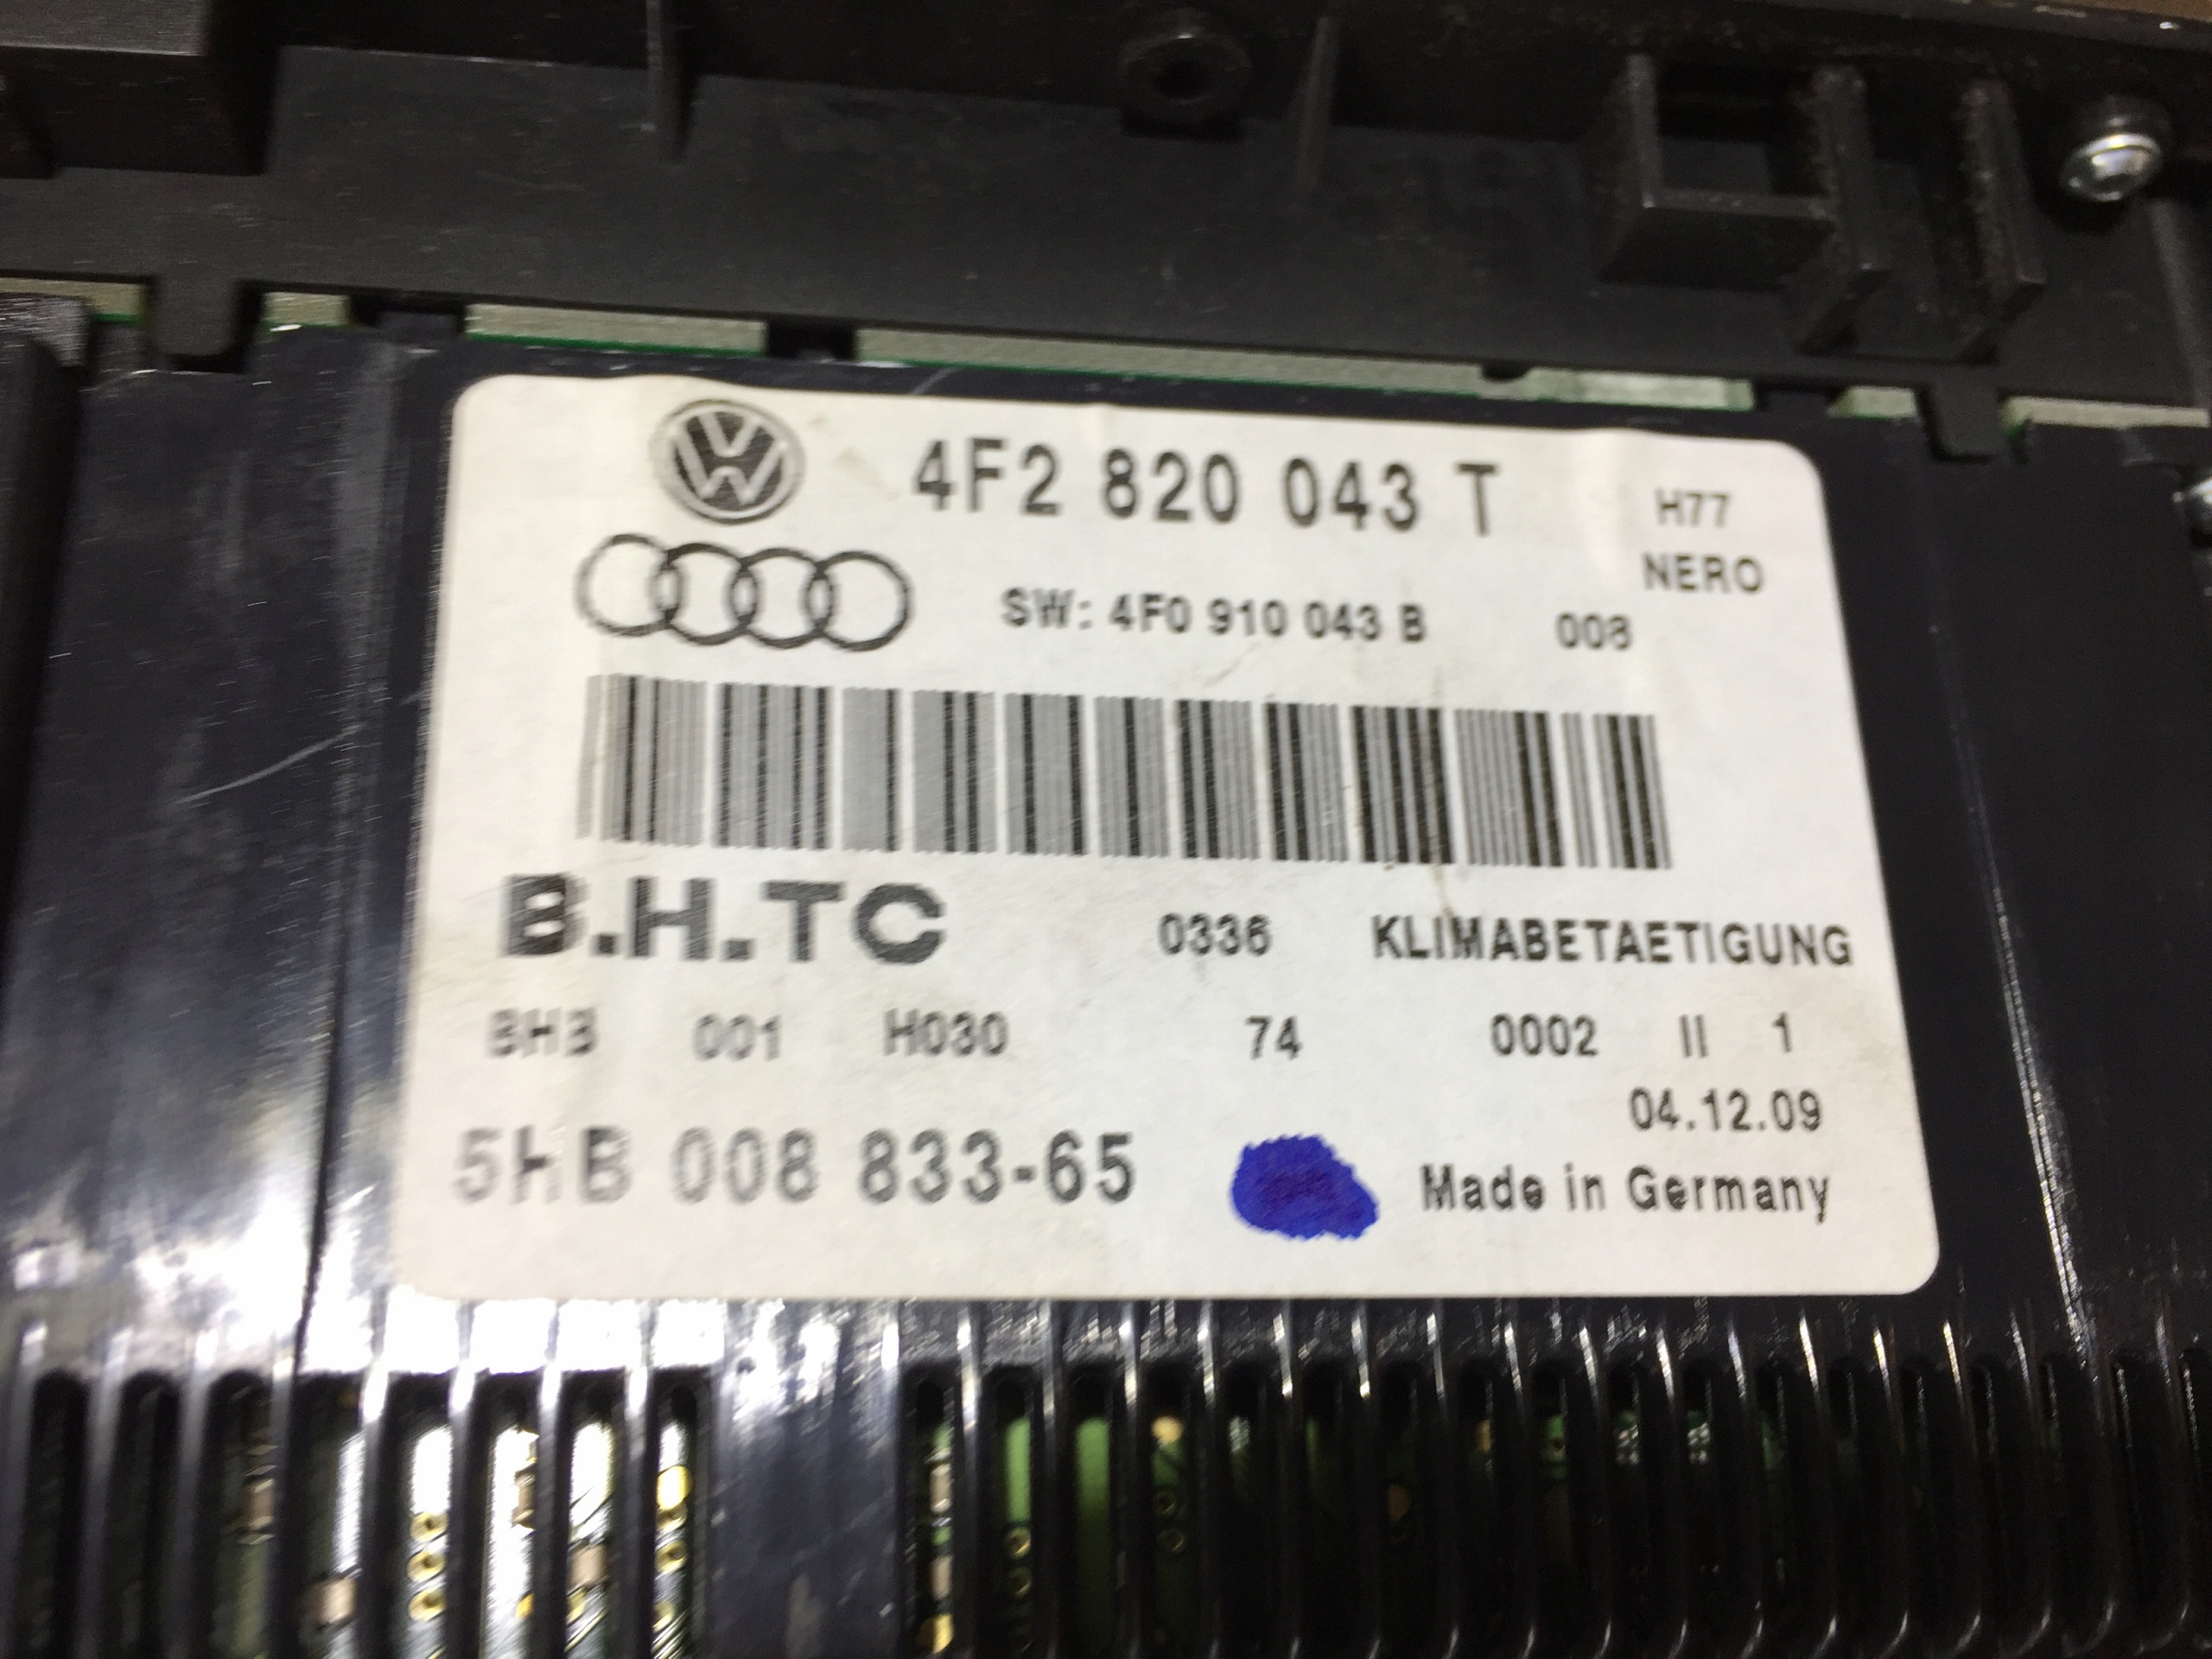 4F2 820 043 T
H77
NERO
SW: 4F0 910 043 B 008
B.H.TC 0336 KLIMABETAETIGUNG
BHB 001 H030 74 0002 II 1
04.12.09
5HB 008 833-65 Made in Germany